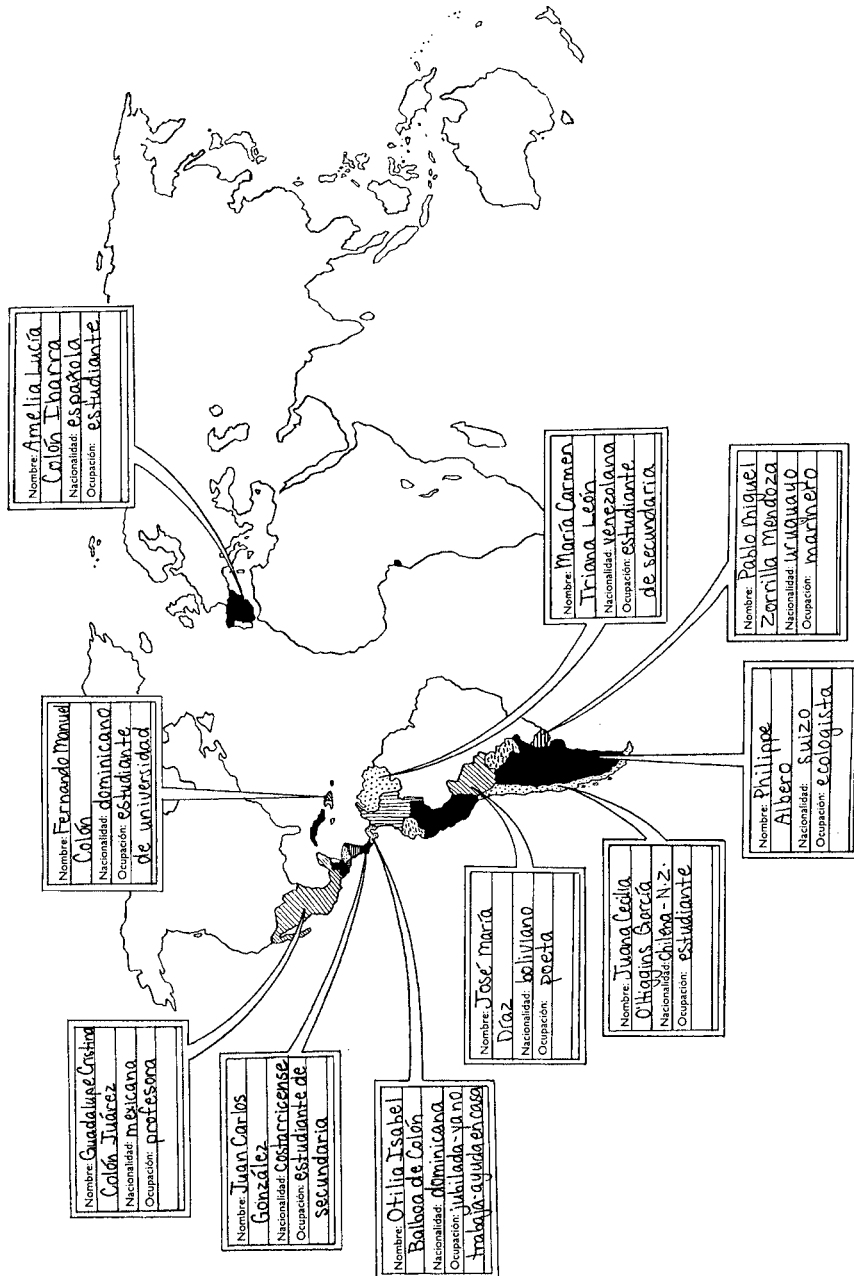 Nombre: Guadalupe Cristina
Colón Juárez
Nacionalidad: mexicana
Ocupación: profesora
Nombre: Fernando Manuel
Colón
Nacionalidad: dominicano
Ocupación: estudiante
de universidad
Nombre: Amelia Lucía
Colón Ibarra
Nacionalidad: española
Ocupación: estudiante
Nombre: Juan Carlos
González
Nacionalidad: costarricense
Ocupación: estudiante de
secundaria
Nombre: Otilia Isabel
Balboa de Colón
Nacionalidad: dominicana
Ocupación: jubilada-ya no
trabaja-ayuda en casa
Nombre: José María
Díaz
Nacionalidad: boliviano
Ocupación: poeta
Nombre: Juana Cecilia
O'Higgins García
Nacionalidad: chilena-N.Z.
Ocupación: estudiante
Nombre: María Carmen
Triana León
Nacionalidad: venezolana
Ocupación: estudiante
de secundaria
Nombre: Philippe
Albero
Nacionalidad: suizo
Ocupación: ecologista
Nombre: Pablo Miguel
Zorrilla Mendoza
Nacionalidad: uruguayo
Ocupación: marinero